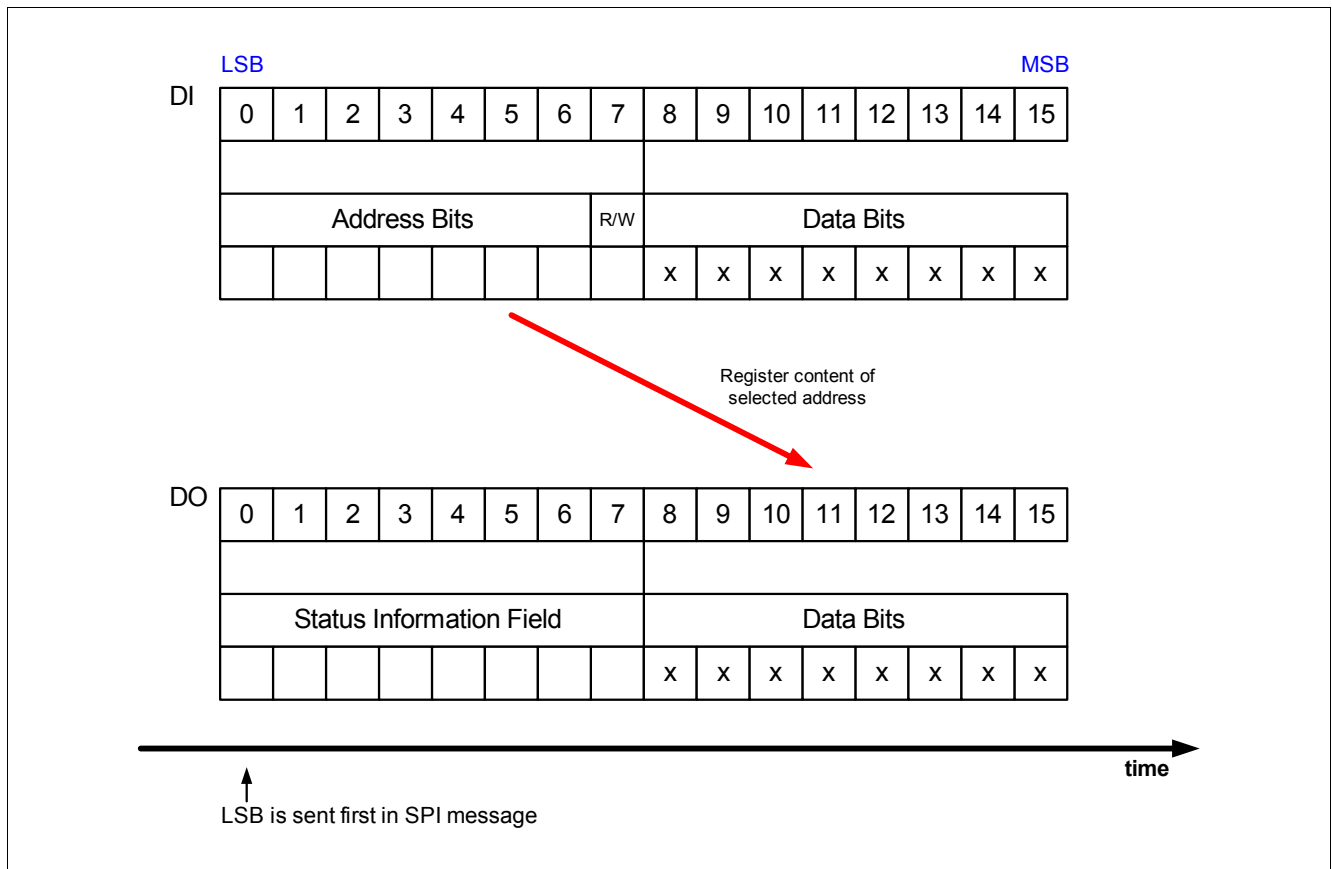 LSB MSB
DI
0 1 2 3 4 5 6 7 8 9 10 11 12 13 14 15
Address Bits R/W Data Bits
x x x x x x x x
Register content of
selected address
DO
0 1 2 3 4 5 6 7 8 9 10 11 12 13 14 15
Status Information Field Data Bits
x x x x x x x x
time
LSB is sent first in SPI message